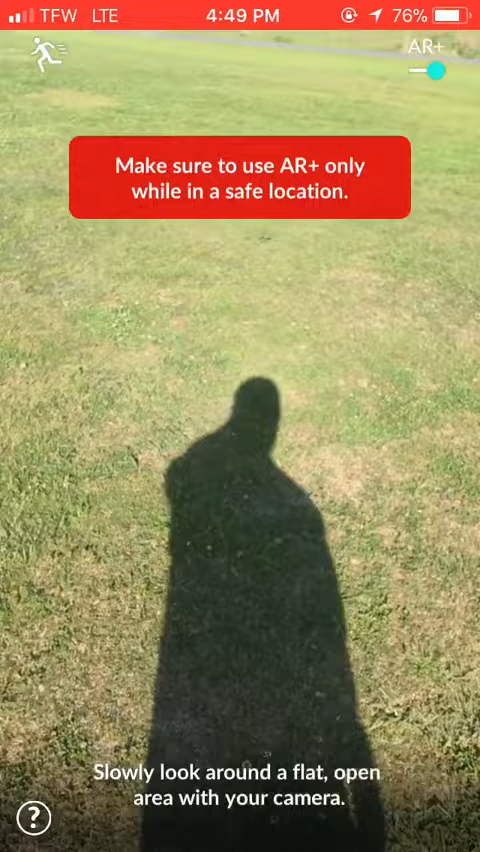 TFW LTE 4:49 PM 76%
AR+
Make sure to use AR+ only
while in a safe location.
Slowly look around a flat, open
area with your camera.
?